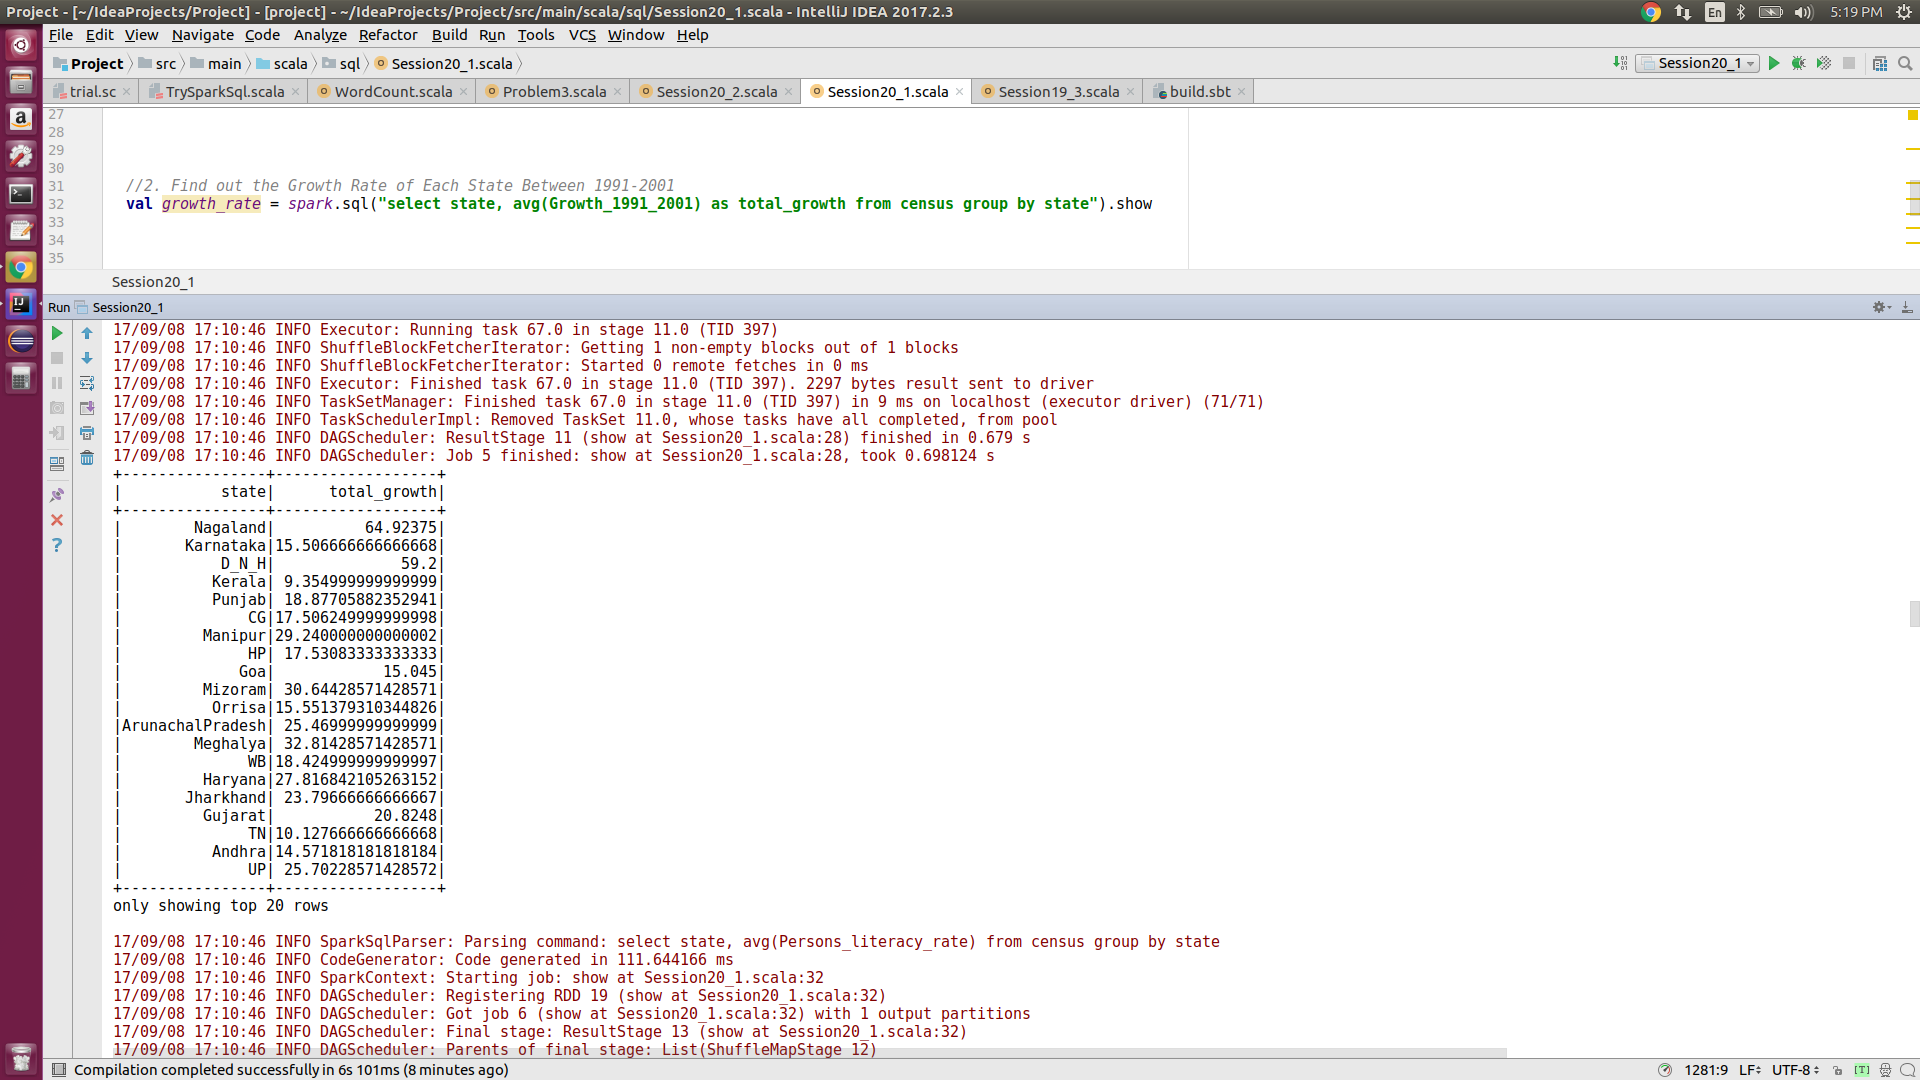 Project - [~/IdeaProjects/Project] - [project] - ~/IdeaProjects/Project/src/main/scala/sql/Session20_1.scala - IntelliJ IDEA 2017.2.3
En
5:19 PM
File Edit View Navigate Code Analyze Refactor Build Run Tools VCS Window Help
Project src main scala sql Session20_1.scala
Session20_1
trial.sc TrySparkSql.scala WordCount.scala Problem3.scala Session20_2.scala Session20_1.scala Session19_3.scala build.sbt
27
28
29
30
31 //2. Find out the Growth Rate of Each State Between 1991-2001
32 val growth_rate = spark.sql("select state, avg(Growth_1991_2001) as total_growth from census group by state").show
33
34
35
Session20_1
Run Session20_1
17/09/08 17:10:46 INFO Executor: Running task 67.0 in stage 11.0 (TID 397)
17/09/08 17:10:46 INFO ShuffleBlockFetcherIterator: Getting 1 non-empty blocks out of 1 blocks
17/09/08 17:10:46 INFO ShuffleBlockFetcherIterator: Started 0 remote fetches in 0 ms
17/09/08 17:10:46 INFO Executor: Finished task 67.0 in stage 11.0 (TID 397). 2297 bytes result sent to driver
17/09/08 17:10:46 INFO TaskSetManager: Finished task 67.0 in stage 11.0 (TID 397) in 9 ms on localhost (executor driver) (71/71)
17/09/08 17:10:46 INFO TaskSchedulerImpl: Removed TaskSet 11.0, whose tasks have all completed, from pool
17/09/08 17:10:46 INFO DAGScheduler: ResultStage 11 (show at Session20_1.scala:28) finished in 0.679 s
17/09/08 17:10:46 INFO DAGScheduler: Job 5 finished: show at Session20_1.scala:28, took 0.698124 s
+----------------+------------------+
|           state|      total_growth|
+----------------+------------------+
|        Nagaland|          64.92375|
|       Karnataka|15.506666666666668|
|           D_N_H|              59.2|
|          Kerala| 9.354999999999999|
|          Punjab| 18.87705882352941|
|              CG|17.506249999999998|
|         Manipur|29.240000000000002|
|              HP| 17.53083333333333|
|             Goa|            15.045|
|         Mizoram| 30.64428571428571|
|          Orrisa|15.551379310344826|
|ArunachalPradesh| 25.46999999999999|
|        Meghalya| 32.81428571428571|
|              WB|18.424999999999997|
|         Haryana|27.816842105263152|
|       Jharkhand| 23.79666666666667|
|         Gujarat|           20.8248|
|              TN|10.127666666666668|
|          Andhra|14.571818181818184|
|              UP| 25.70228571428572|
+----------------+------------------+
only showing top 20 rows
17/09/08 17:10:46 INFO SparkSqlParser: Parsing command: select state, avg(Persons_literacy_rate) from census group by state
17/09/08 17:10:46 INFO CodeGenerator: Code generated in 111.644166 ms
17/09/08 17:10:46 INFO SparkContext: Starting job: show at Session20_1.scala:32
17/09/08 17:10:46 INFO DAGScheduler: Registering RDD 19 (show at Session20_1.scala:32)
17/09/08 17:10:46 INFO DAGScheduler: Got job 6 (show at Session20_1.scala:32) with 1 output partitions
17/09/08 17:10:46 INFO DAGScheduler: Final stage: ResultStage 13 (show at Session20_1.scala:32)
17/09/08 17:10:46 INFO DAGScheduler: Parents of final stage: List(ShuffleMapStage 12)
Compilation completed successfully in 6s 101ms (8 minutes ago)
1281:9 LF UTF-8 [T]